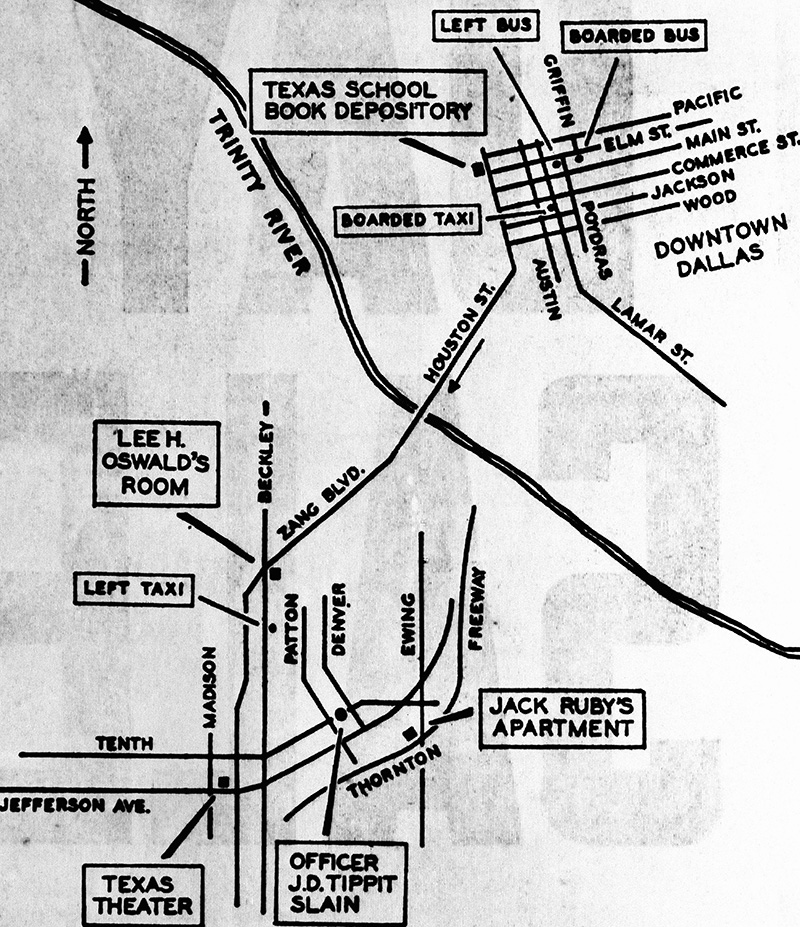 LEFT BUS
BOARDED BUS
TEXAS SCHOOL
BOOK DEPOSITORY
GRIFFIN
PACIFIC
ELM ST.
MAIN ST.
COMMERCE ST.
JACKSON
WOOD
TRINITY RIVER
NORTH
BOARDED TAXI
POYDRAS
DOWNTOWN
DALLAS
AUSTIN
HOUSTON ST.
LAMAR ST.
LEE H.
OSWALD'S
ROOM
BECKLEY
ZANG BLVD.
LEFT TAXI
PATTON
DENVER
EWING
FREEWAY
MADISON
JACK RUBY'S
APARTMENT
TENTH
THORNTON
JEFFERSON AVE.
OFFICER
J.D. TIPPIT
SLAIN
TEXAS
THEATER